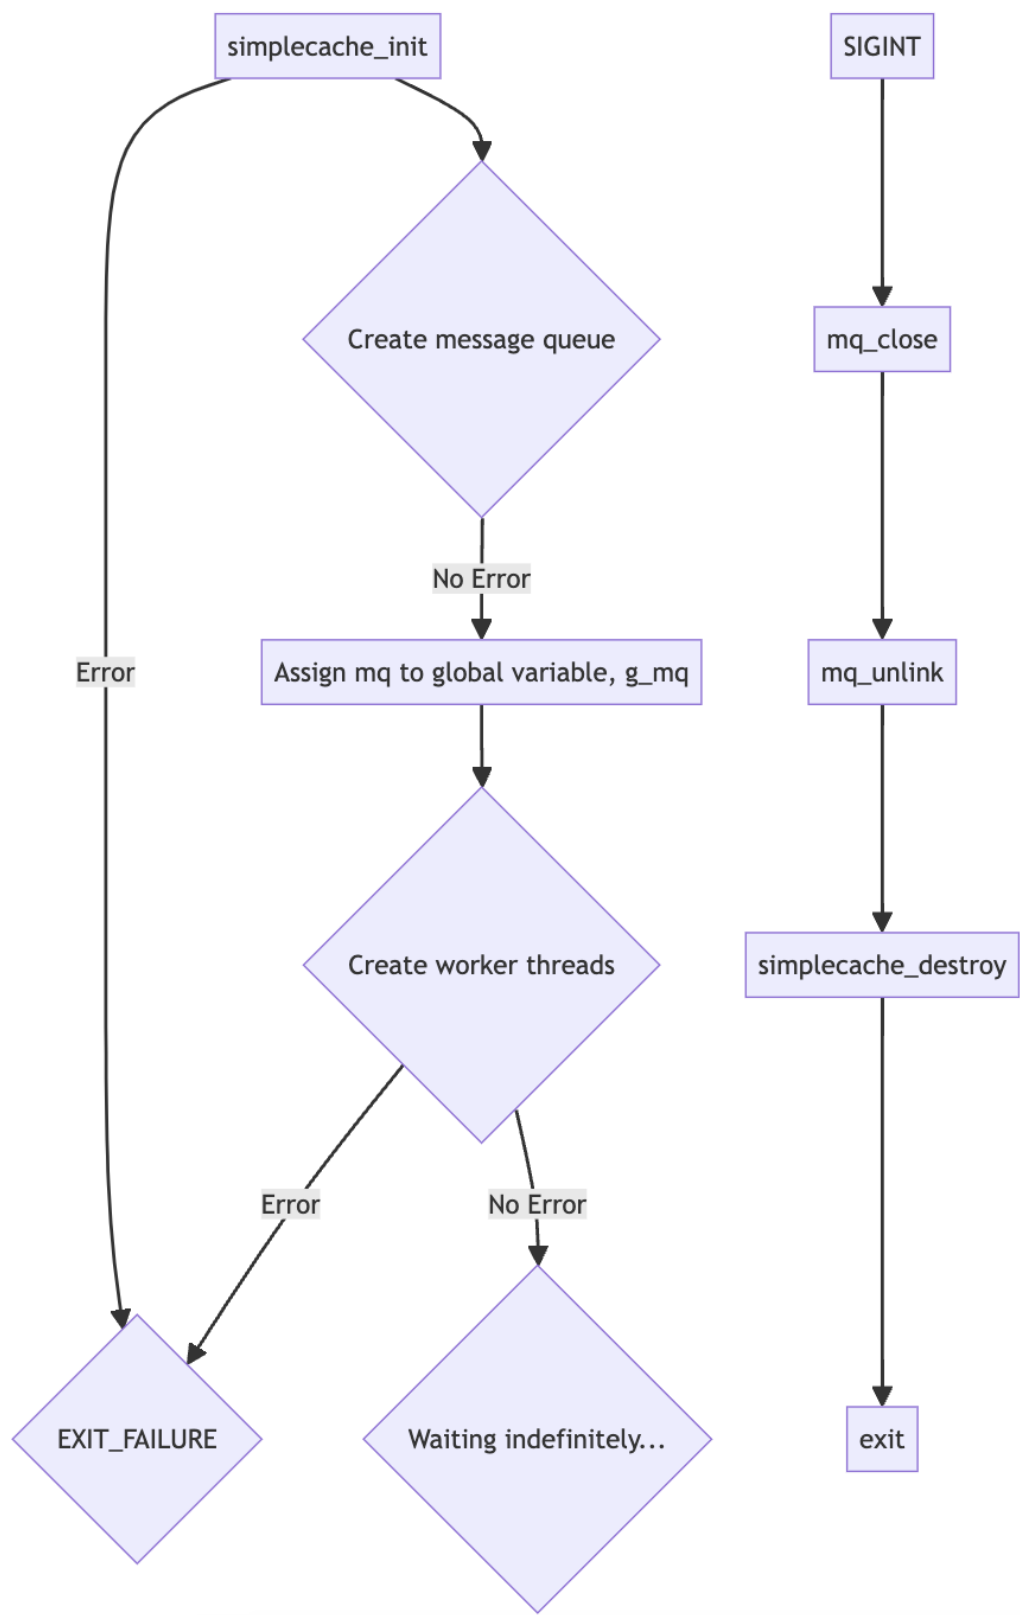 simplecache_init
SIGINT
Create message queue
mq_close
No Error
Error
Assign mq to global variable, g_mq
mq_unlink
Create worker threads
simplecache_destroy
Error
No Error
EXIT_FAILURE
Waiting indefinitely...
exit